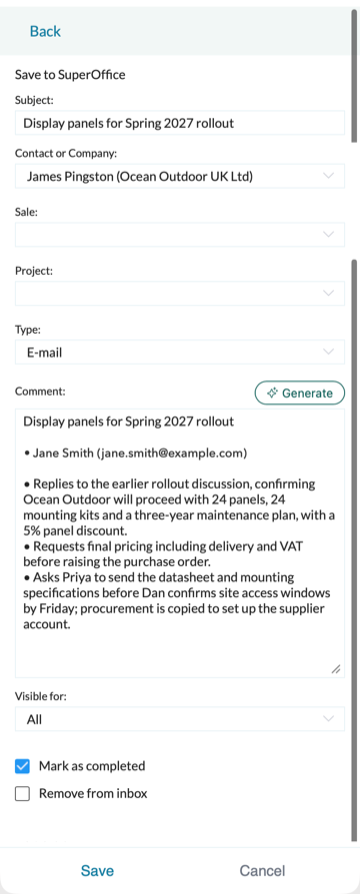 Back
Save to SuperOffice
Subject:
Display panels for Spring 2027 rollout
Contact or Company:
James Pingston (Ocean Outdoor UK Ltd)
Sale:
Project:
Type:
E-mail
Comment:
Generate
Display panels for Spring 2027 rollout
• Jane Smith (jane.smith@example.com)
• Replies to the earlier rollout discussion, confirming
Ocean Outdoor will proceed with 24 panels, 24
mounting kits and a three-year maintenance plan, with a
5% panel discount.
• Requests final pricing including delivery and VAT
before raising the purchase order.
• Asks Priya to send the datasheet and mounting
specifications before Dan confirms site access windows
by Friday; procurement is copied to set up the supplier
account.
Visible for:
All
Mark as completed
Remove from inbox
Save
Cancel